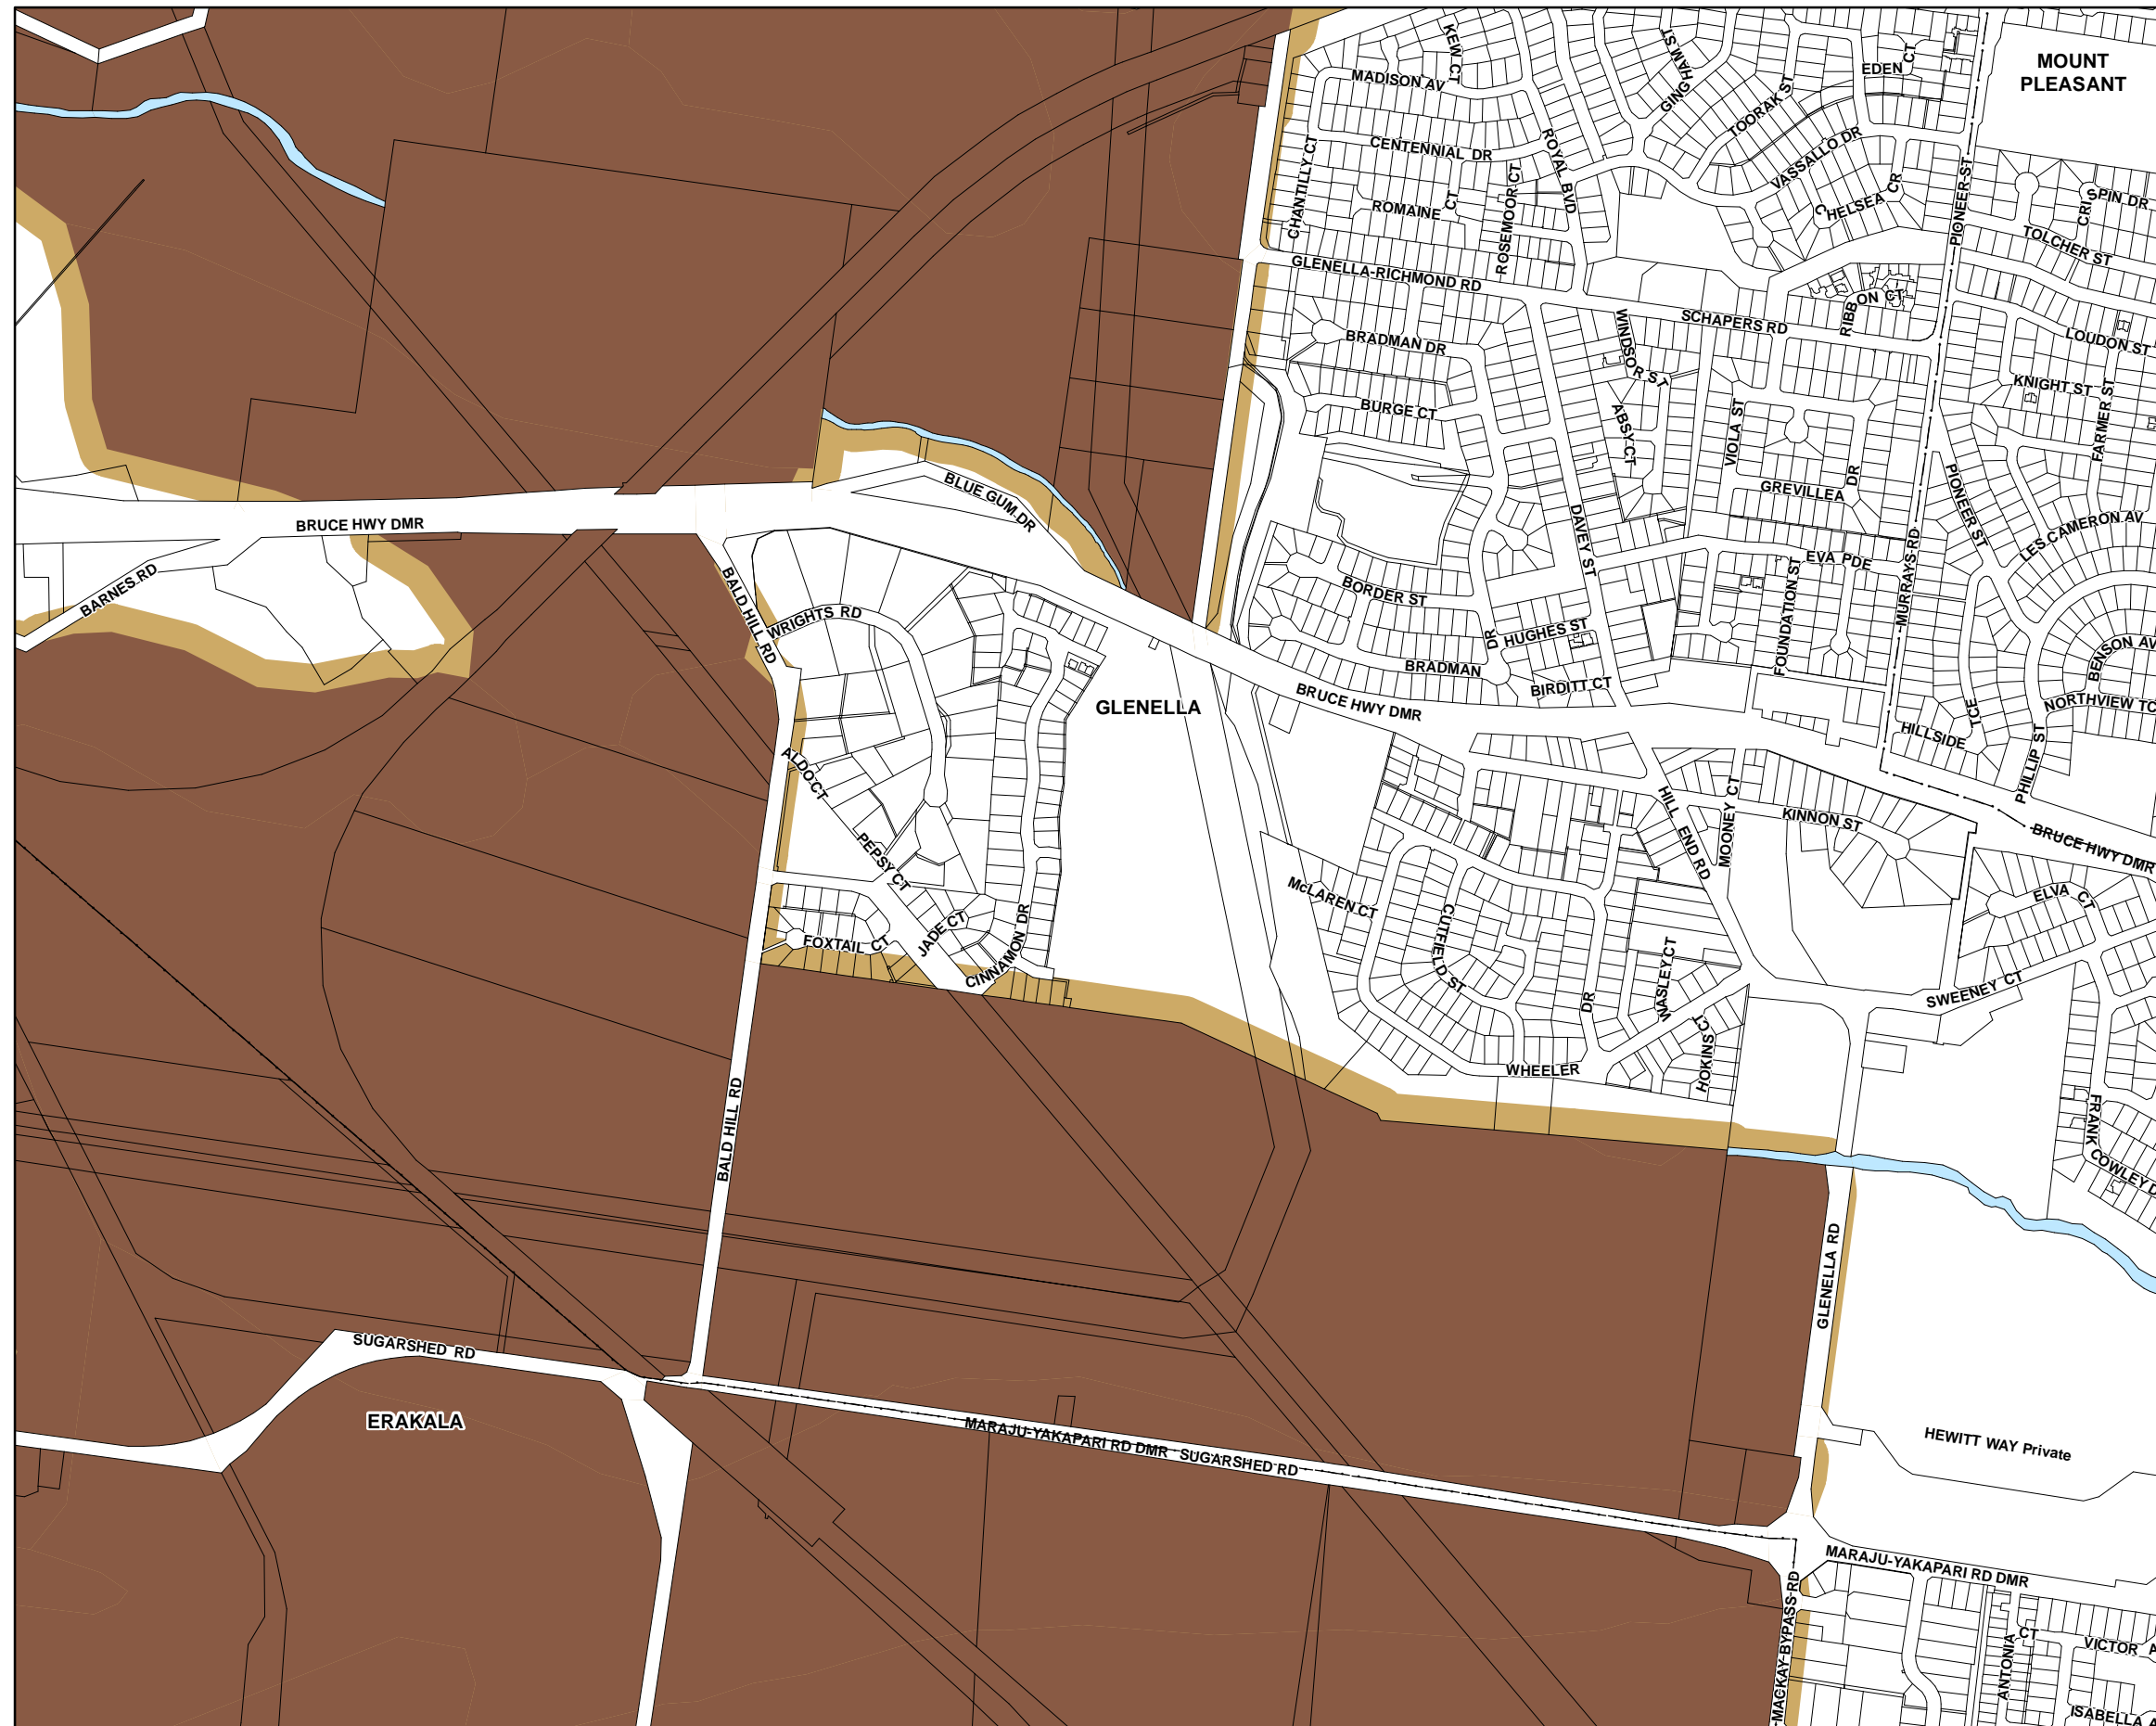 MOUNT
PLEASANT
KEW CT
GINGHAM ST
EDEN CT
MADISON AV
TOORAK ST
CENTENNIAL DR
ROYAL BVD
VASSALLO DR
CHANTILLY CT
ROMAINE CT
ROSEMOOR CT
CHELSEA CR
PIONEER ST
SPIN DR
CRI
TOLCHER ST
GLENELLA-RICHMOND RD
RIBBON CT
SCHAPERS RD
WINDSOR ST
BRADMAN DR
LOUDON ST
KNIGHT ST
FARMER ST
BURGE CT
ABSY CT
VIOLA ST
GREVILLEA DR
PIONEER ST
BLUE GUM DR
BRUCE HWY DMR
DAVEY ST
LES CAMERON AV
EVA PDE
BARNES RD
BALD HILL RD
WRIGHTS RD
BORDER ST
FOUNDATION ST
MURRAYS RD
HUGHES ST
BRADMAN DR
BENSON AV
BIRDITT CT
GLENELLA
BRUCE HWY DMR
NORTHVIEW TC
HILLSIDE TCE
PHILLIP ST
ALDO CT
HILL END RD
MOONEY CT
KINNON ST
BRUCE HWY DMR
PEPSY CT
McLAREN CT
ELVA CT
CUTFIELD ST
JADE CT
FOXTAIL CT
CINNAMON DR
WASLEY CT
SWEENEY CT
HOKINS CT
WHEELER DR
BALD HILL RD
FRANK COWLEY D
GLENELLA RD
SUGARSHED RD
ERAKALA
MARAJU-YAKAPARI RD DMR - SUGARSHED RD
HEWITT WAY Private
MARAJU-YAKAPARI RD DMR
MACKAY-BYPASS-RD
ANTONIA CT
VICTOR A
ISABELLA A